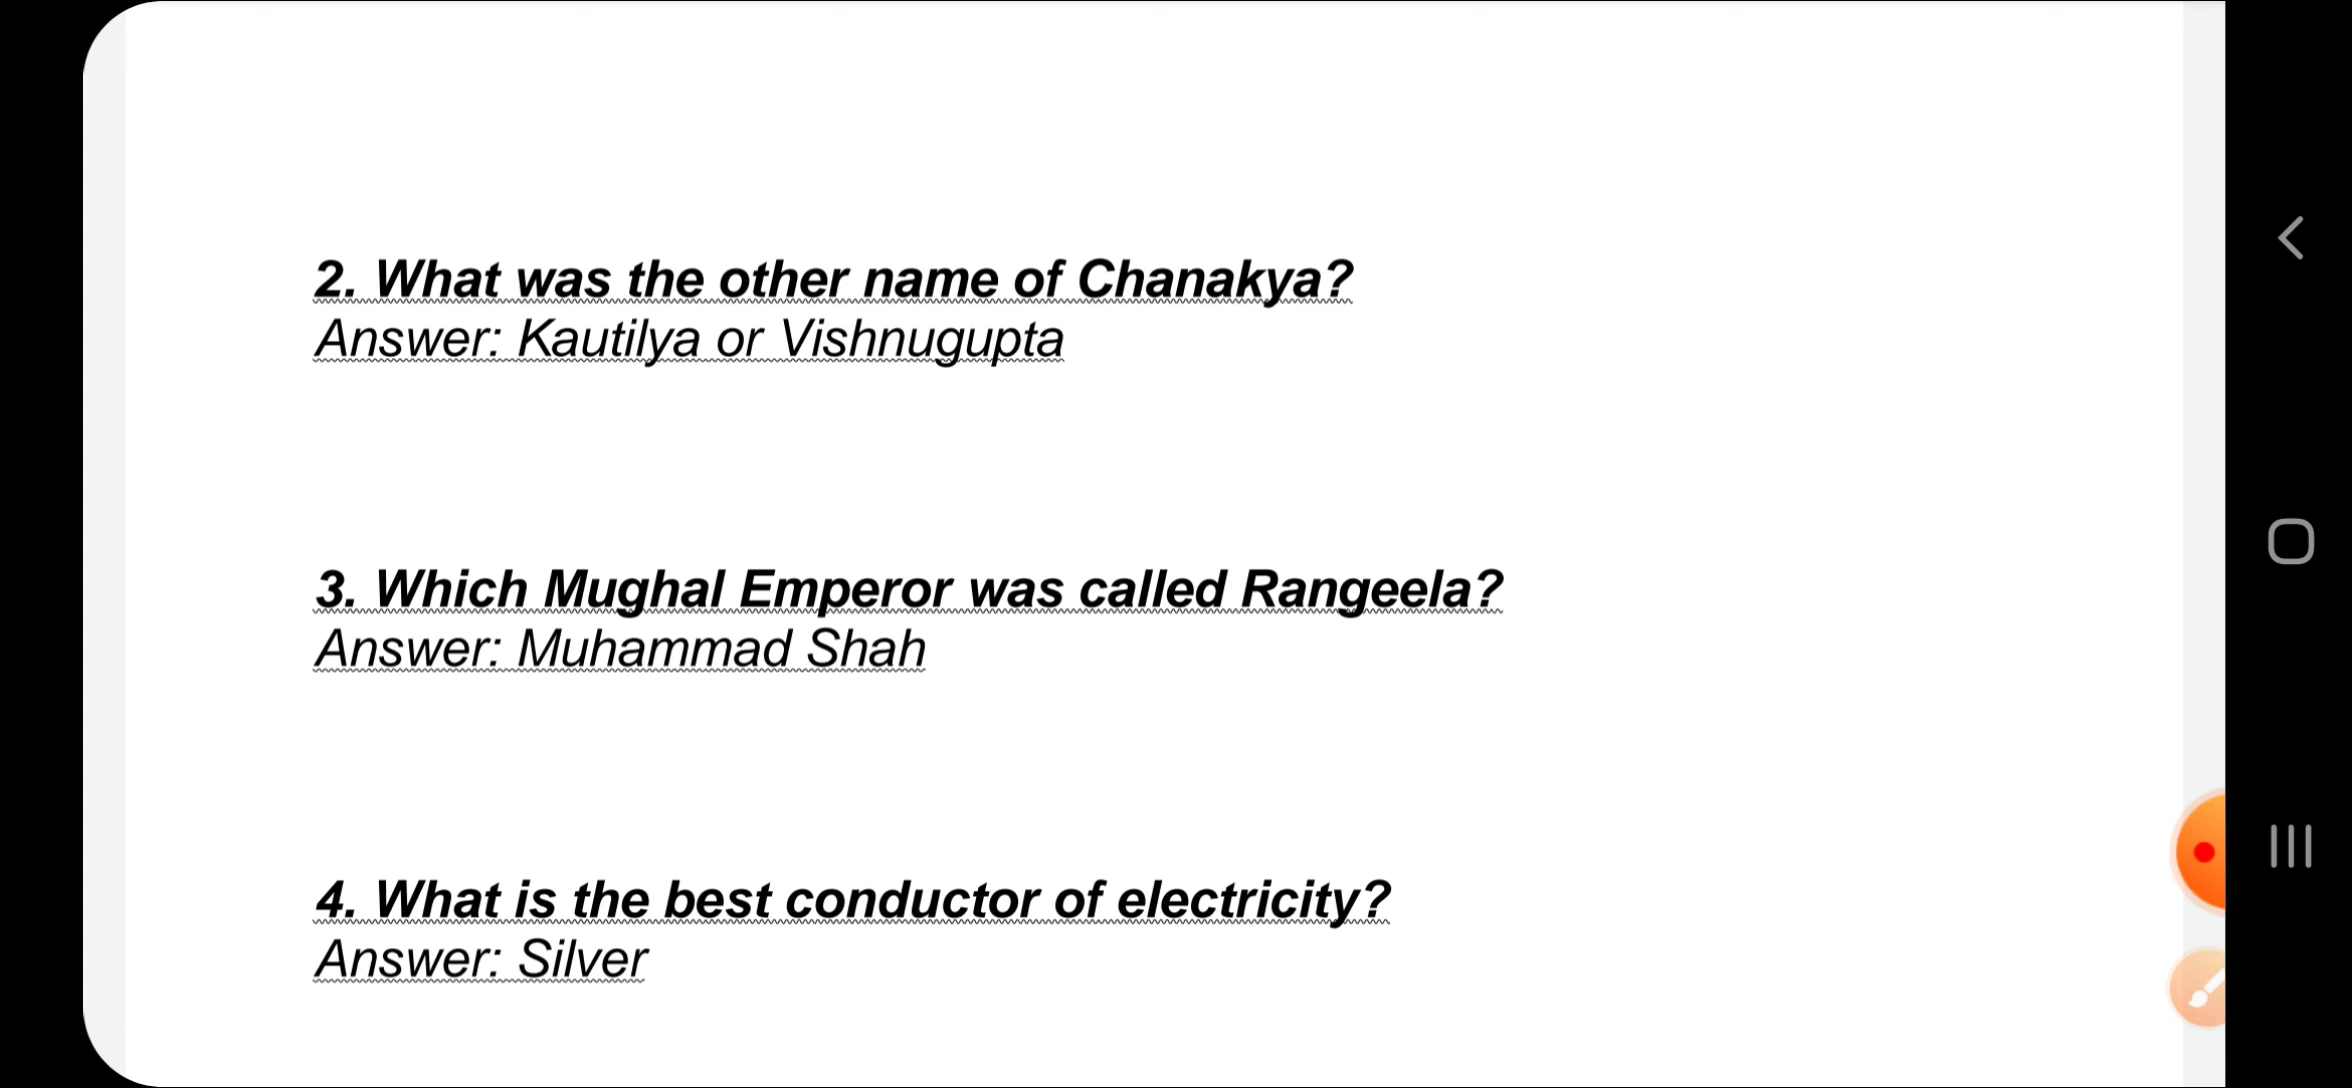 2. What was the other name of Chanakya?
Answer: Kautilya or Vishnugupta
3. Which Mughal Emperor was called Rangeela?
Answer: Muhammad Shah
4. What is the best conductor of electricity?
Answer: Silver